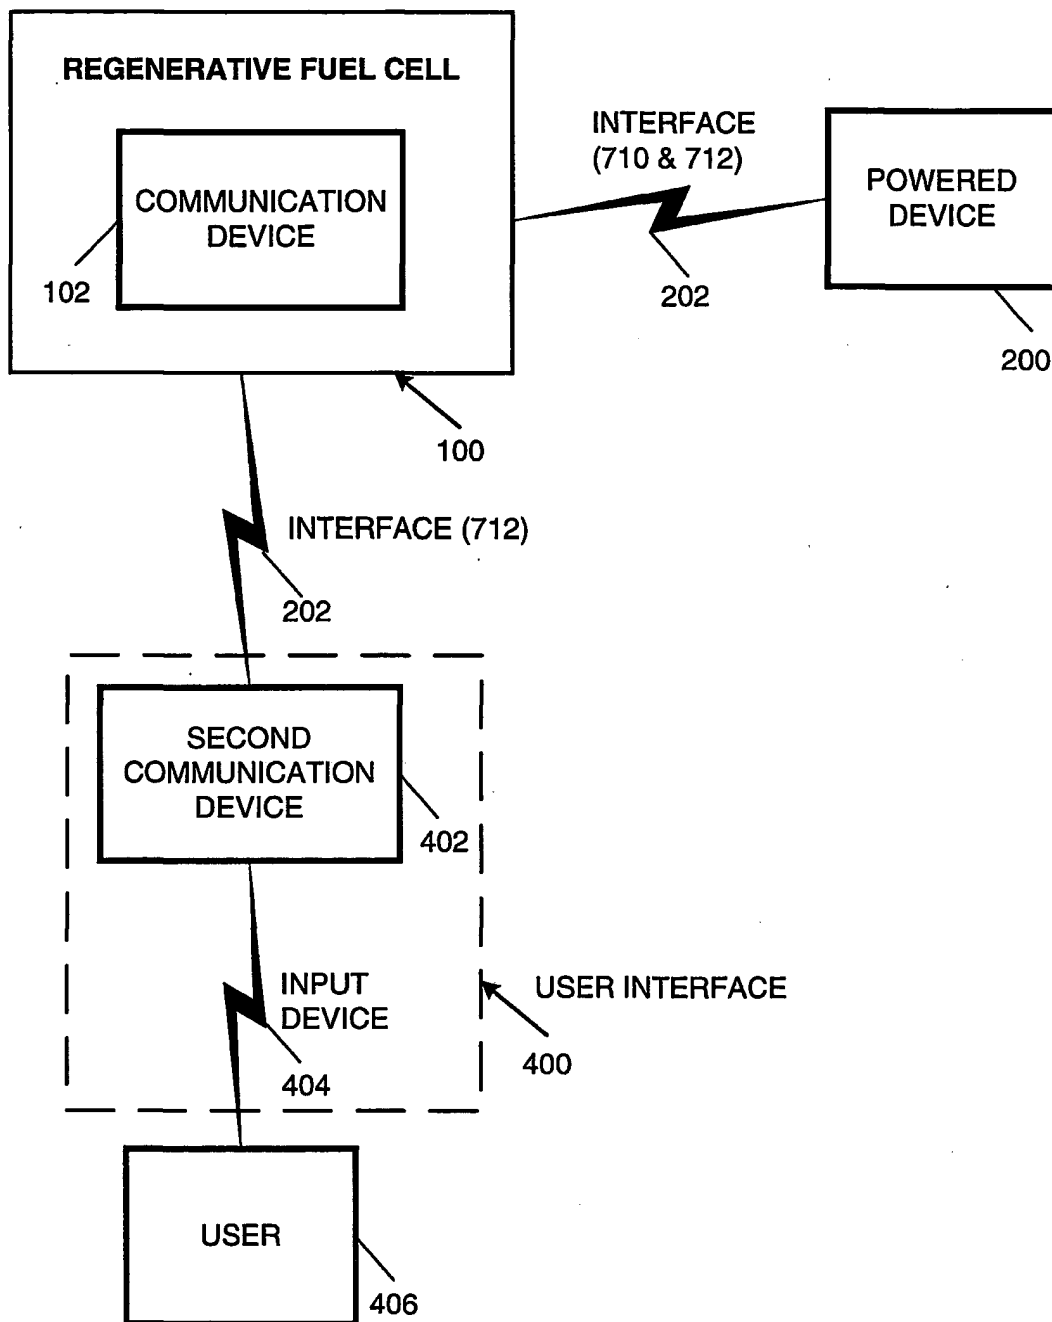 REGENERATIVE FUEL CELL
COMMUNICATION
DEVICE
102
INTERFACE
(710 & 712)
202
POWERED
DEVICE
200
100
INTERFACE (712)
202
SECOND
COMMUNICATION
DEVICE
402
INPUT
DEVICE
404
USER INTERFACE
400
USER
406